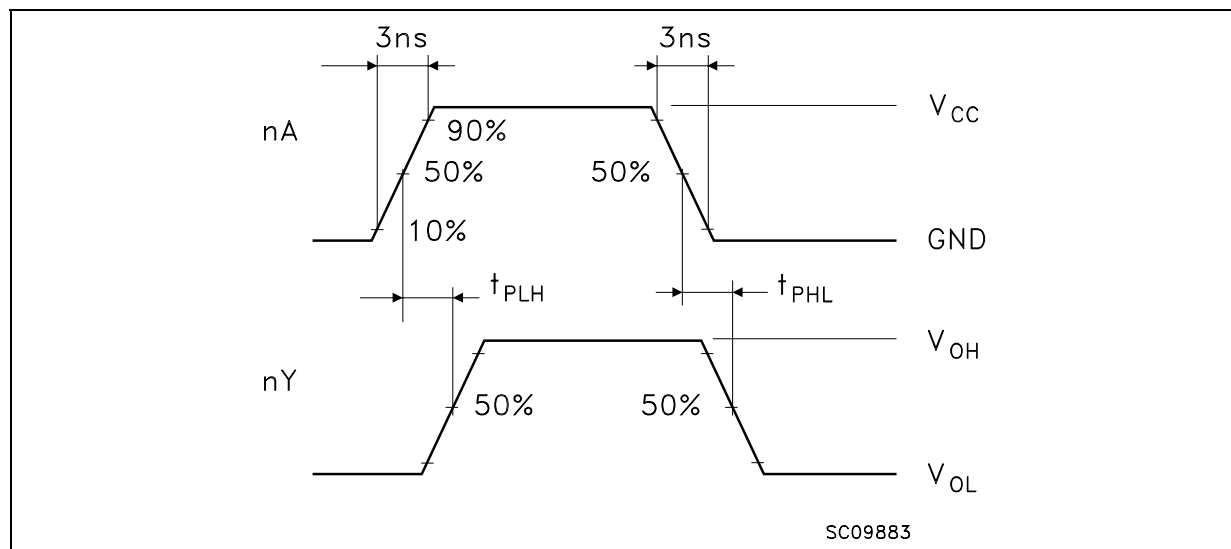 3ns 3ns
V_CC
nA
90%
50% 50%
10%
GND
t_PLH t_PHL
V_OH
nY
50% 50%
V_OL
SC09883